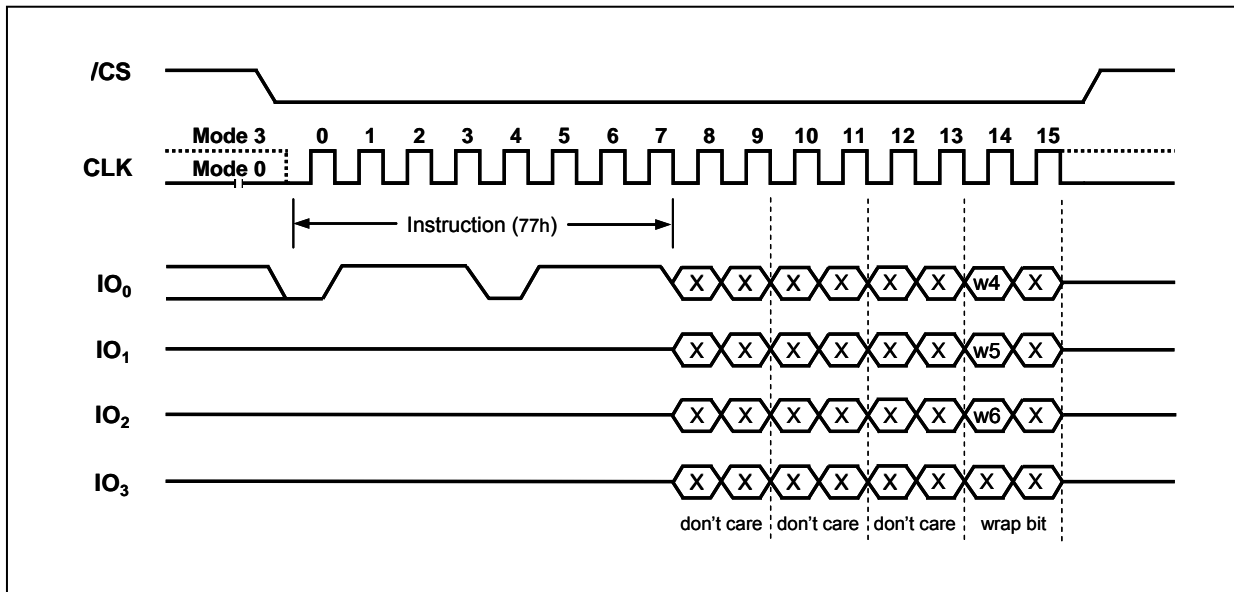 /CS
Mode 3 0 1 2 3 4 5 6 7 8 9 10 11 12 13 14 15
CLK Mode 0
Instruction (77h)
IO0 X X X X X X w4 X
IO1 X X X X X X w5 X
IO2 X X X X X X w6 X
IO3 X X X X X X X X
don't care don't care don't care wrap bit